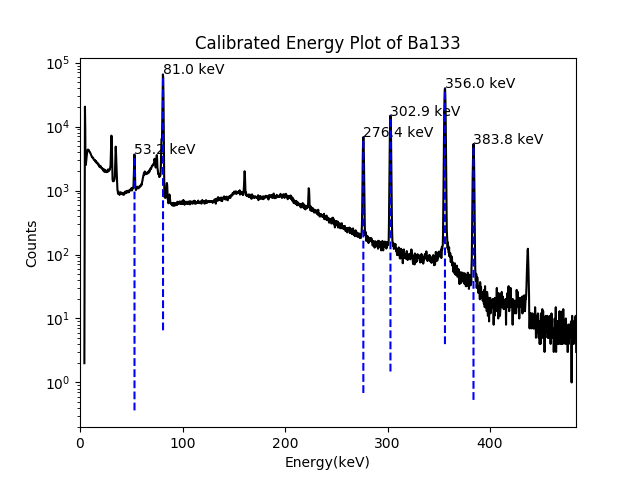 Calibrated Energy Plot of Ba133
10⁵
10⁴
10³
10²
10¹
10⁰
Counts
81.0 keV
53.2 keV
276.4 keV
302.9 keV
356.0 keV
383.8 keV
0 100 200 300 400
Energy(keV)